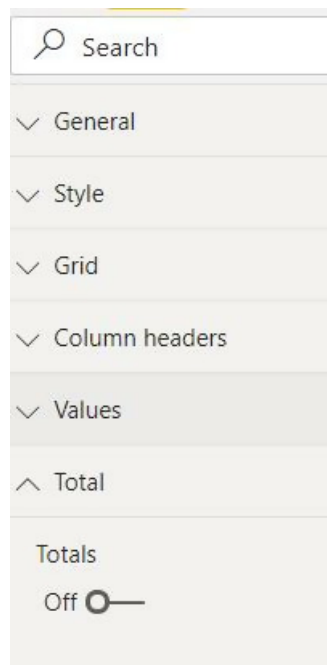 Search
General
Style
Grid
Column headers
Values
Total
Totals
Off